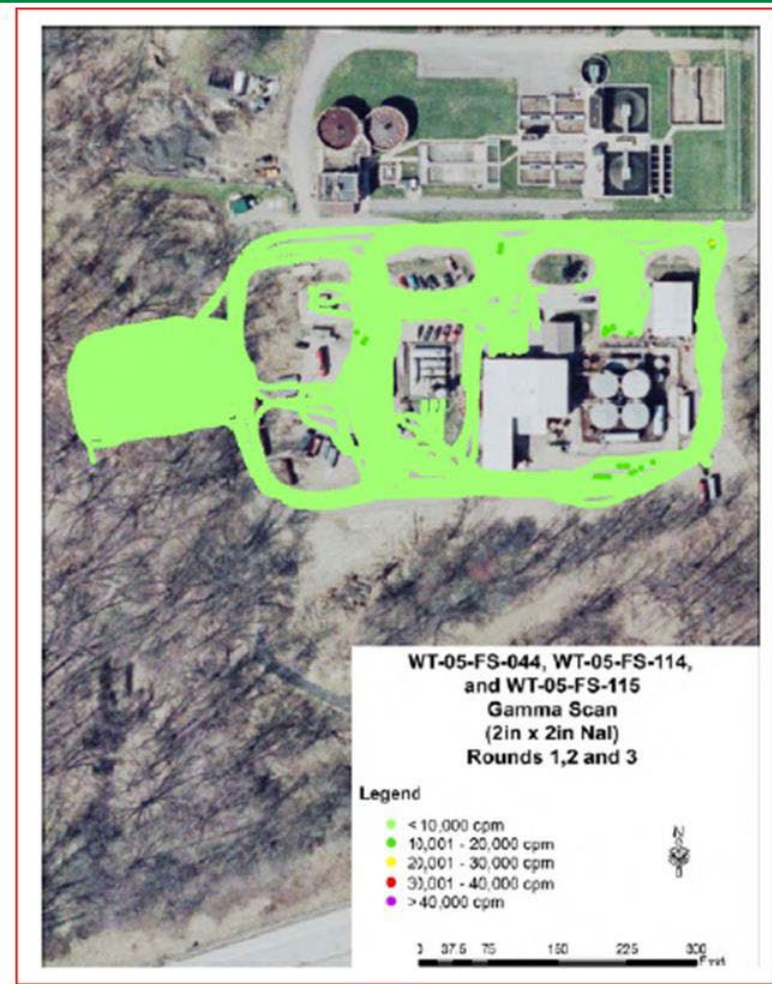 WT-05-FS-044, WT-05-FS-114,
and WT-05-FS-115
Gamma Scan
(2in x 2in NaI)
Rounds 1,2 and 3
Legend
< 10,000 cpm
10,001 - 20,000 cpm
20,001 - 30,000 cpm
30,001 - 40,000 cpm
> 40,000 cpm
N
0 37.5 75 150 225 300
Feet